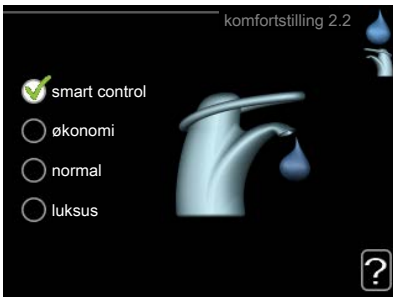 komfortstilling 2.2
smart control
økonomi
normal
luksus
?